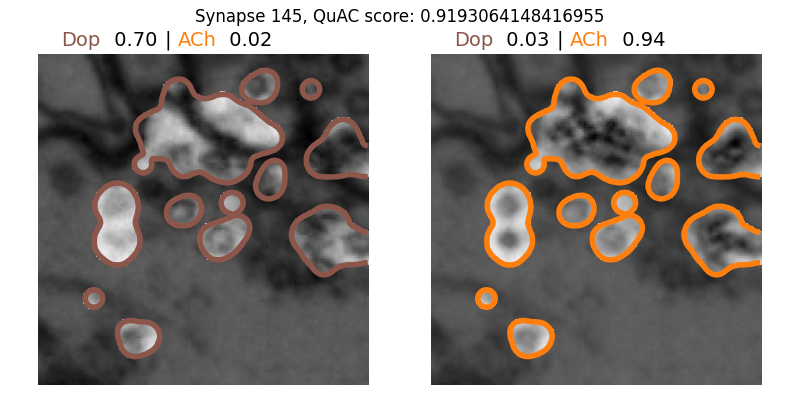 Synapse 145, QuAC score: 0.9193064148416955
Dop 0.70 | ACh 0.02
Dop 0.03 | ACh 0.94